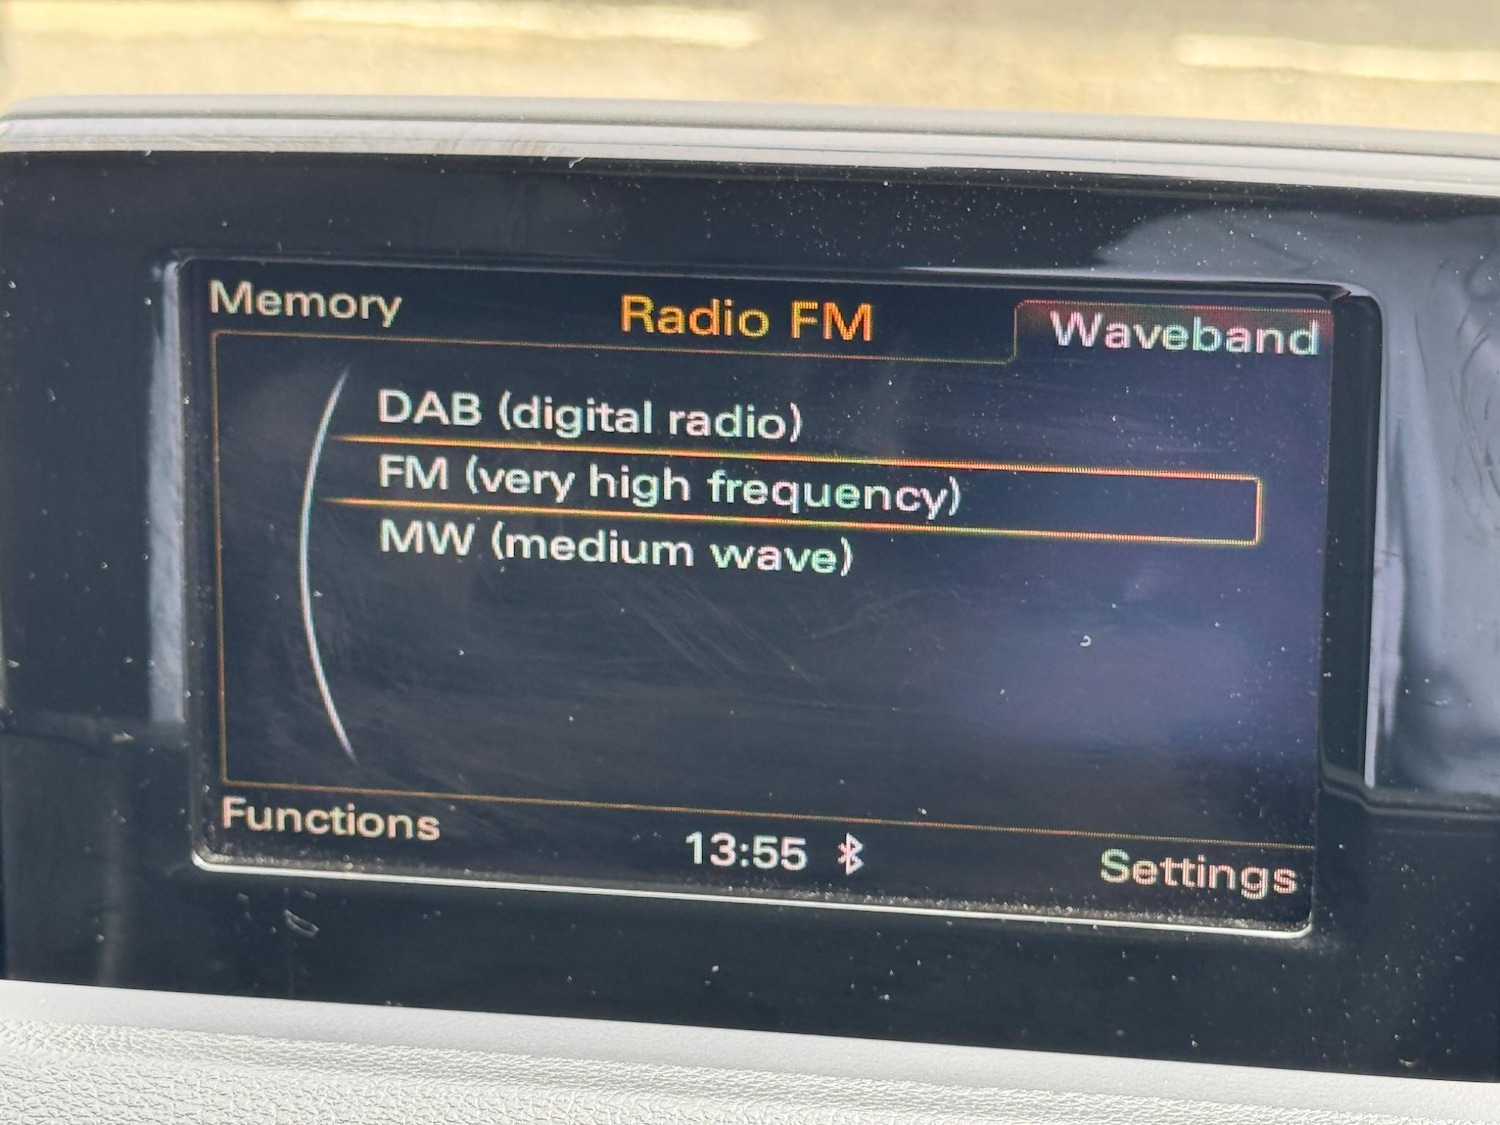 Memory
Radio FM
Waveband
DAB (digital radio)
FM (very high frequency)
MW (medium wave)
Functions
13:55
Settings